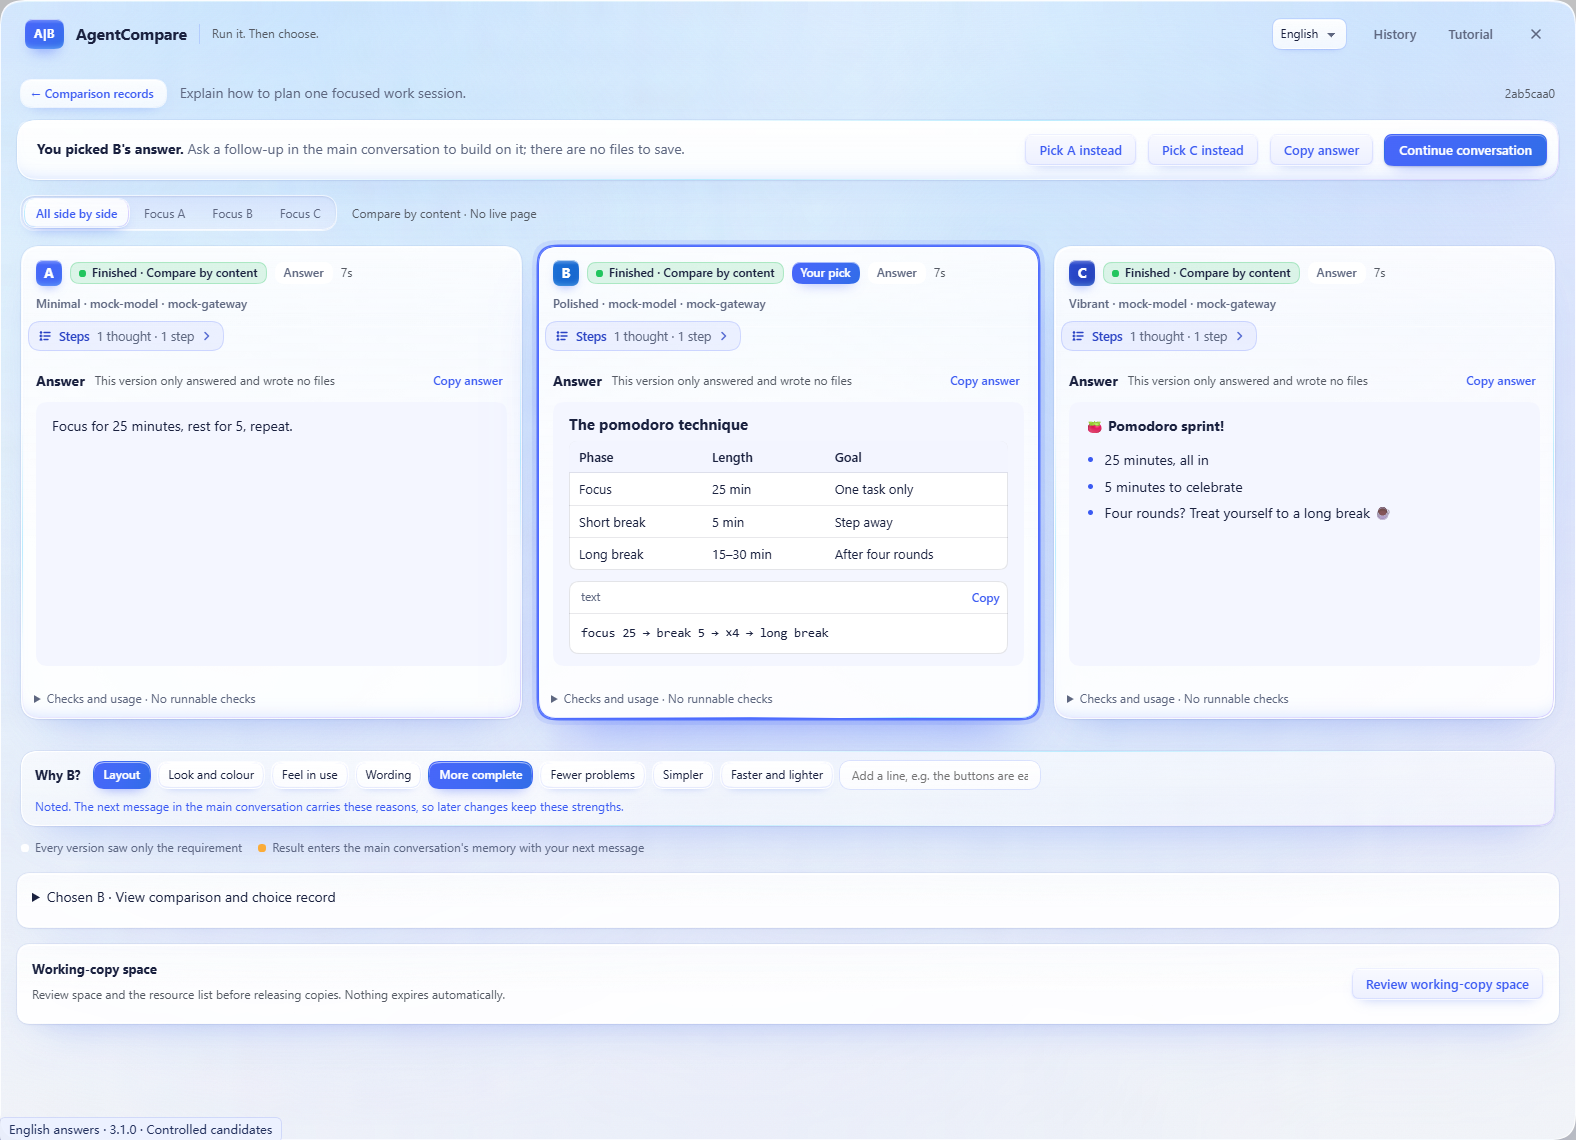 A|B AgentCompare Run it. Then choose. English History Tutorial
← Comparison records Explain how to plan one focused work session. 2ab5caa0
You picked B's answer. Ask a follow-up in the main conversation to build on it; there are no files to save. Pick A instead Pick C instead Copy answer Continue conversation
All side by side Focus A Focus B Focus C Compare by content · No live page
A Finished · Compare by content Answer 7s
Minimal · mock-model · mock-gateway
Steps 1 thought · 1 step
Answer This version only answered and wrote no files Copy answer
Focus for 25 minutes, rest for 5, repeat.
Checks and usage · No runnable checks
B Finished · Compare by content Your pick Answer 7s
Polished · mock-model · mock-gateway
Steps 1 thought · 1 step
Answer This version only answered and wrote no files Copy answer
The pomodoro technique
Phase Length Goal
Focus 25 min One task only
Short break 5 min Step away
Long break 15–30 min After four rounds
text Copy
focus 25 → break 5 → ×4 → long break
Checks and usage · No runnable checks
C Finished · Compare by content Answer 7s
Vibrant · mock-model · mock-gateway
Steps 1 thought · 1 step
Answer This version only answered and wrote no files Copy answer
🍅 Pomodoro sprint!
• 25 minutes, all in
• 5 minutes to celebrate
• Four rounds? Treat yourself to a long break
Checks and usage · No runnable checks
Why B? Layout Look and colour Feel in use Wording More complete Fewer problems Simpler Faster and lighter Add a line, e.g. the buttons are ea
Noted. The next message in the main conversation carries these reasons, so later changes keep these strengths.
Every version saw only the requirement Result enters the main conversation's memory with your next message
Chosen B · View comparison and choice record
Working-copy space
Review space and the resource list before releasing copies. Nothing expires automatically. Review working-copy space
English answers · 3.1.0 · Controlled candidates